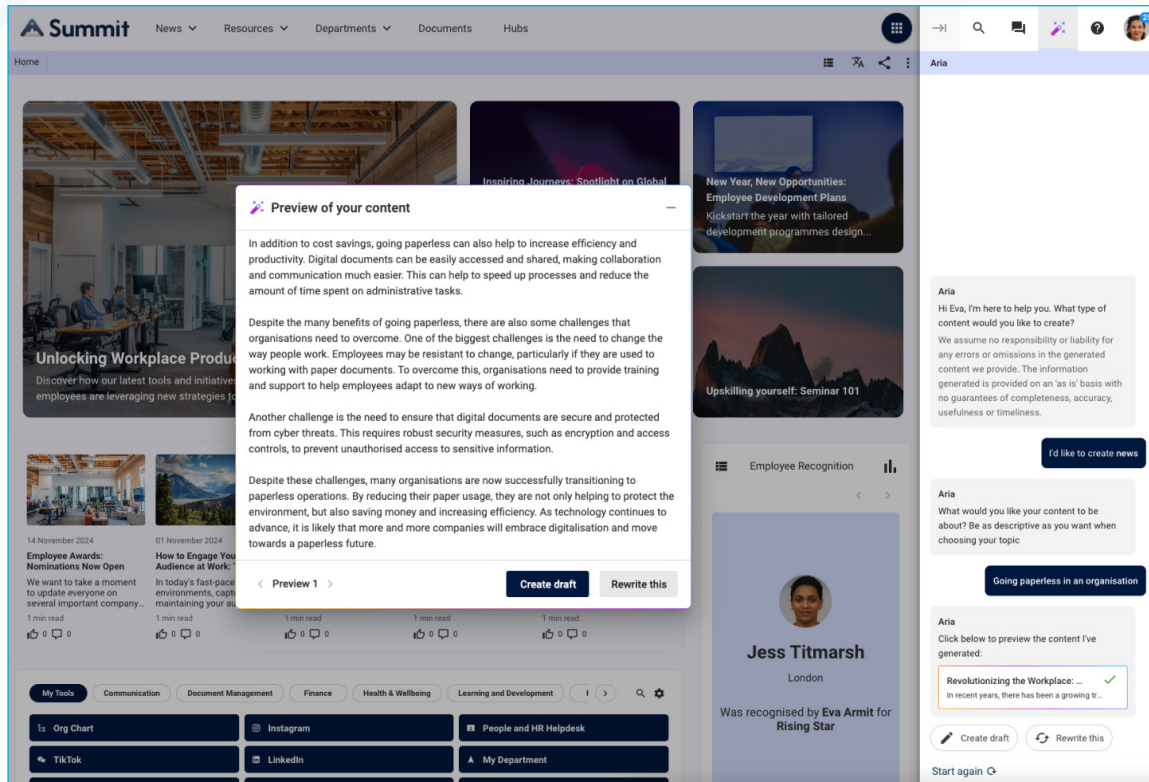 Summit
News
Resources
Departments
Documents
Hubs
Home
Inspiring Journeys: Spotlight on Global
New Year, New Opportunities:
Employee Development Plans
Kickstart the year with tailored
development programmes design...
Unlocking Workplace Produ
Discover how our latest tools and initiatives
employees are leveraging new strategies to
Upskilling yourself: Seminar 101
Preview of your content
In addition to cost savings, going paperless can also help to increase efficiency and
productivity. Digital documents can be easily accessed and shared, making collaboration
and communication much easier. This can help to speed up processes and reduce the
amount of time spent on administrative tasks.
Despite the many benefits of going paperless, there are also some challenges that
organisations need to overcome. One of the biggest challenges is the need to change the
way people work. Employees may be resistant to change, particularly if they are used to
working with paper documents. To overcome this, organisations need to provide training
and support to help employees adapt to new ways of working.
Another challenge is the need to ensure that digital documents are secure and protected
from cyber threats. This requires robust security measures, such as encryption and access
controls, to prevent unauthorised access to sensitive information.
Despite these challenges, many organisations are now successfully transitioning to
paperless operations. By reducing their paper usage, they are not only helping to protect the
environment, but also saving money and increasing efficiency. As technology continues to
advance, it is likely that more and more companies will embrace digitalisation and move
towards a paperless future.
Preview 1
Create draft
Rewrite this
14 November 2024
Employee Awards:
Nominations Now Open
We want to take a moment
to update everyone on
several important company...
1 min read
0 0
01 November 2024
How to Engage You
Audience at Work:
In today's fast-pace
environments, capt
maintaining your au
1 min read
0 0
1 min read
0 0
1 min read
0 0
1 min read
0 0
Employee Recognition
Jess Titmarsh
London
Was recognised by Eva Armit for
Rising Star
My Tools
Communication
Document Management
Finance
Health & Wellbeing
Learning and Development
Org Chart
Instagram
People and HR Helpdesk
TikTok
LinkedIn
My Department
Aria
Aria
Hi Eva, I'm here to help you. What type of
content would you like to create?
We assume no responsibility or liability for
any errors or omissions in the generated
content we provide. The information
generated is provided on an 'as is' basis with
no guarantees of completeness, accuracy,
usefulness or timeliness.
I'd like to create news
Aria
What would you like your content to be
about? Be as descriptive as you want when
choosing your topic
Going paperless in an organisation
Aria
Click below to preview the content I've
generated:
Revolutionizing the Workplace: ...
In recent years, there has been a growing tr...
Create draft
Rewrite this
Start again